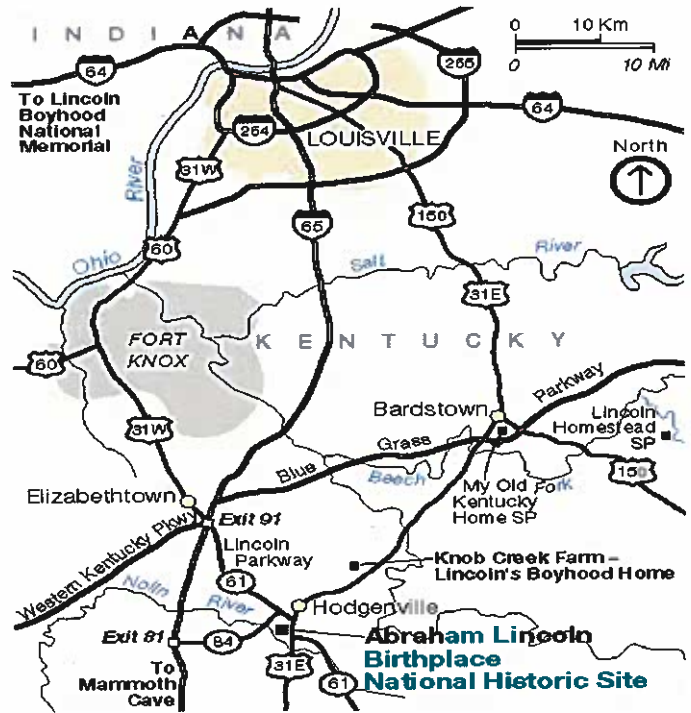 INDIANA
0 10 Km
0 10 Mi
64
265
To Lincoln
Boyhood
National
Memorial
264
LOUISVILLE
64
North
31W
River
65
150
60
Ohio
Salt
River
31E
FORT
KNOX
KENTUCKY
60
Parkway
Bardstown
Lincoln
Homestead
SP
31W
Grass
Blue
Beech Fork
150
My Old
Kentucky
Home SP
Elizabethtown
Exit 91
Western Kentucky Pkwy
Lincoln
Parkway
Knob Creek Farm –
Lincoln's Boyhood Home
61
Nolin
River
Hodgenville
Exit 81
84
Abraham Lincoln
Birthplace
National Historic Site
31E
61
To
Mammoth
Cave